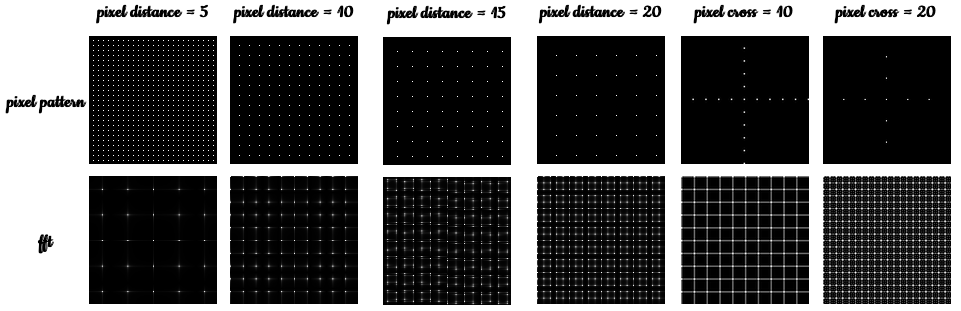 pixel distance = 5 pixel distance = 10 pixel distance = 15 pixel distance = 20 pixel cross = 10 pixel cross = 20
pixel pattern
fft